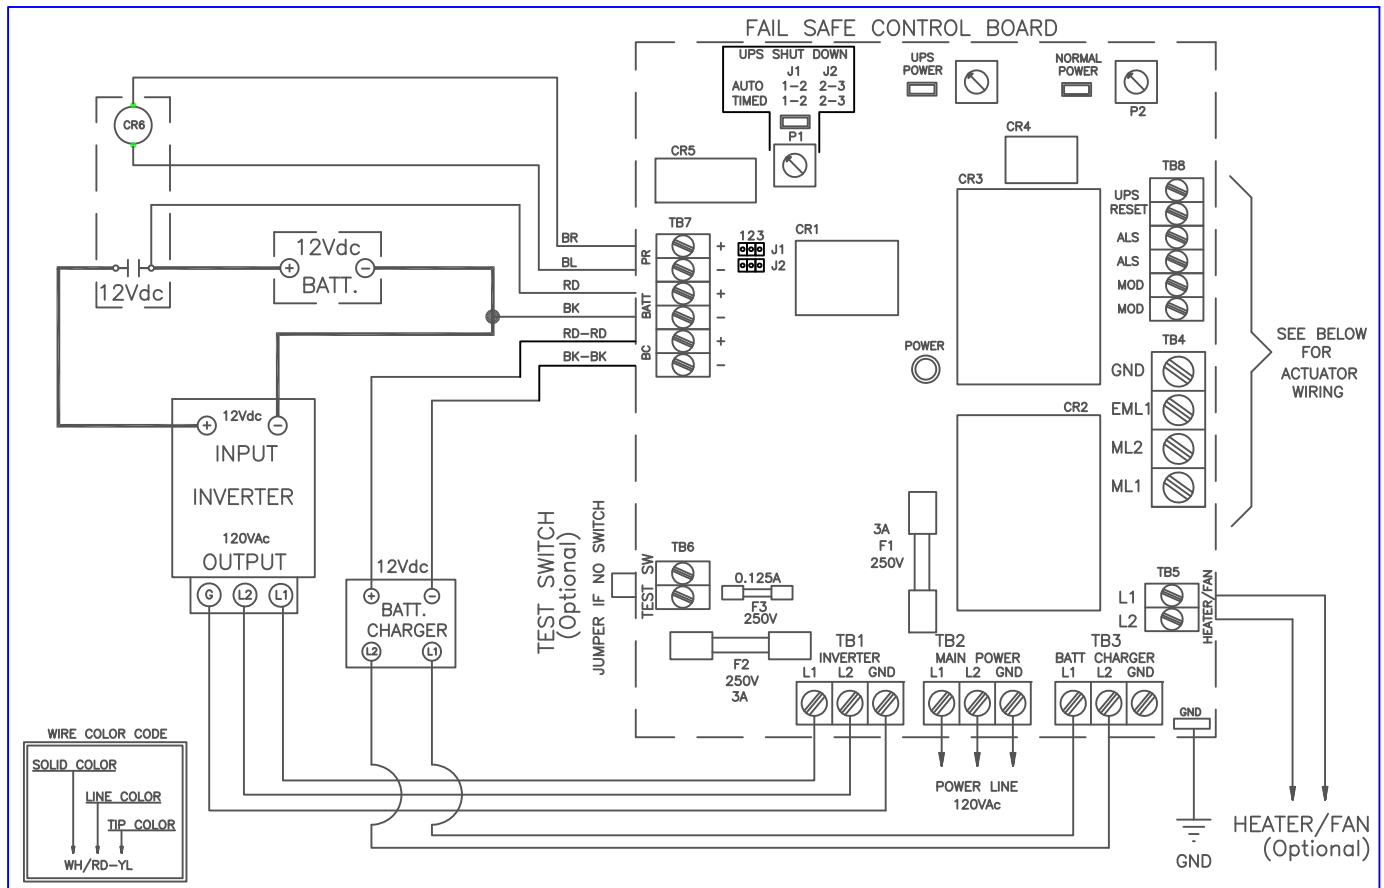 FAIL SAFE CONTROL BOARD
UPS SHUT DOWN
J1 J2
AUTO 1-2 2-3
TIMED 1-2 2-3
P1
UPS
POWER
NORMAL
POWER
P2
CR6
CR5
CR4
CR3
CR1
CR2
TB8
UPS
RESET
ALS
ALS
MOD
MOD
TB7
PR
BATT
BC
+
-
+
-
+
-
123
J1
J2
BR
BL
RD
BK
RD-RD
BK-BK
12Vdc
+ -
BATT.
12Vdc
POWER
TB4
GND
EML1
ML2
ML1
SEE BELOW
FOR
ACTUATOR
WIRING
+ 12Vdc -
INPUT
INVERTER
120VAc
OUTPUT
G L2 L1
12Vdc
+ -
BATT.
CHARGER
L2 L1
TEST SWITCH
(Optional)
JUMPER IF NO SWITCH
TEST SW
TB6
0.125A
F3
250V
F2
250V
3A
3A
F1
250V
TB5
L1
L2
HEATER/FAN
TB1
INVERTER
L1 L2 GND
TB2
MAIN POWER
L1 L2 GND
TB3
BATT CHARGER
L1 L2 GND
GND
POWER LINE
120VAc
GND
HEATER/FAN
(Optional)
WIRE COLOR CODE
SOLID COLOR
LINE COLOR
TIP COLOR
WH/RD-YL